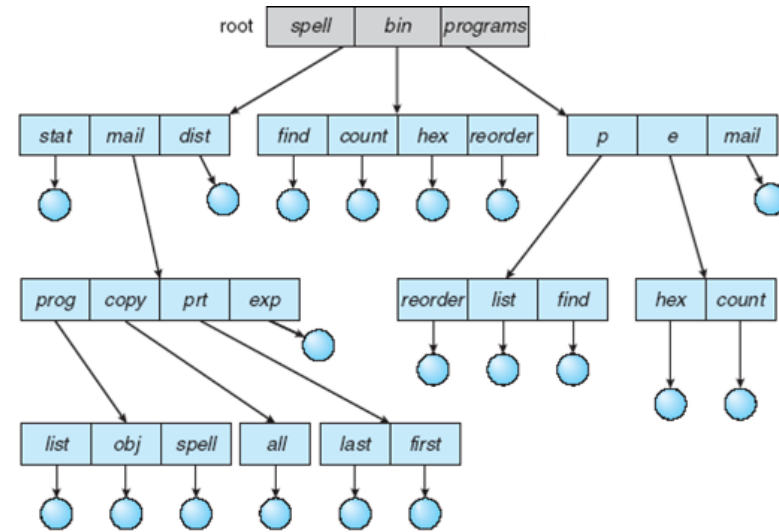 root spell bin programs
stat mail dist find count hex reorder p e mail
prog copy prt exp reorder list find hex count
list obj spell all last first